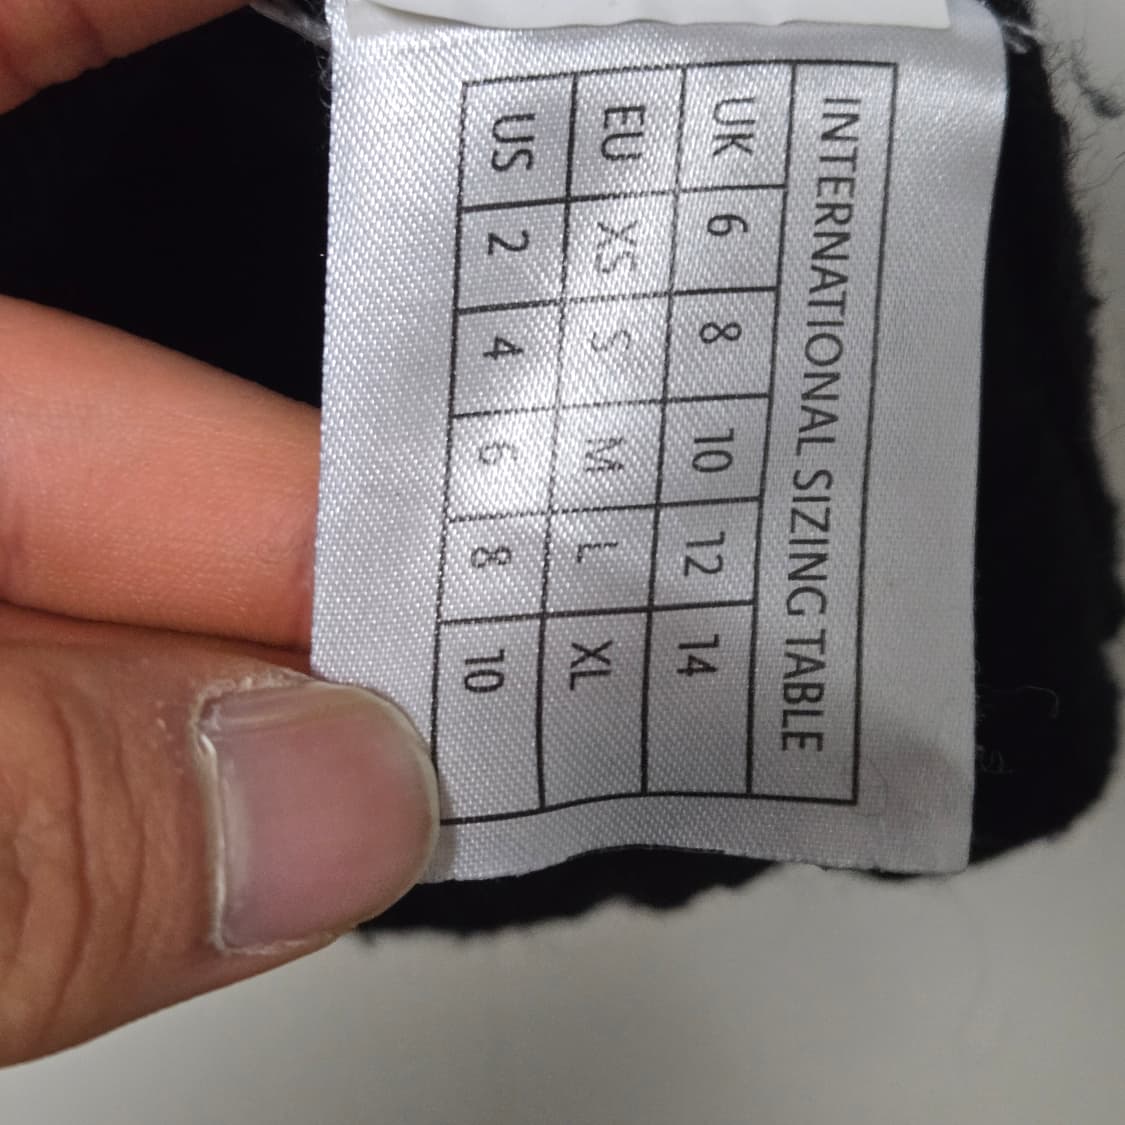 INTERNATIONAL SIZING TABLE
UK 6 8 10 12 14
EU XS S M L XL
US 2 4 6 8 10